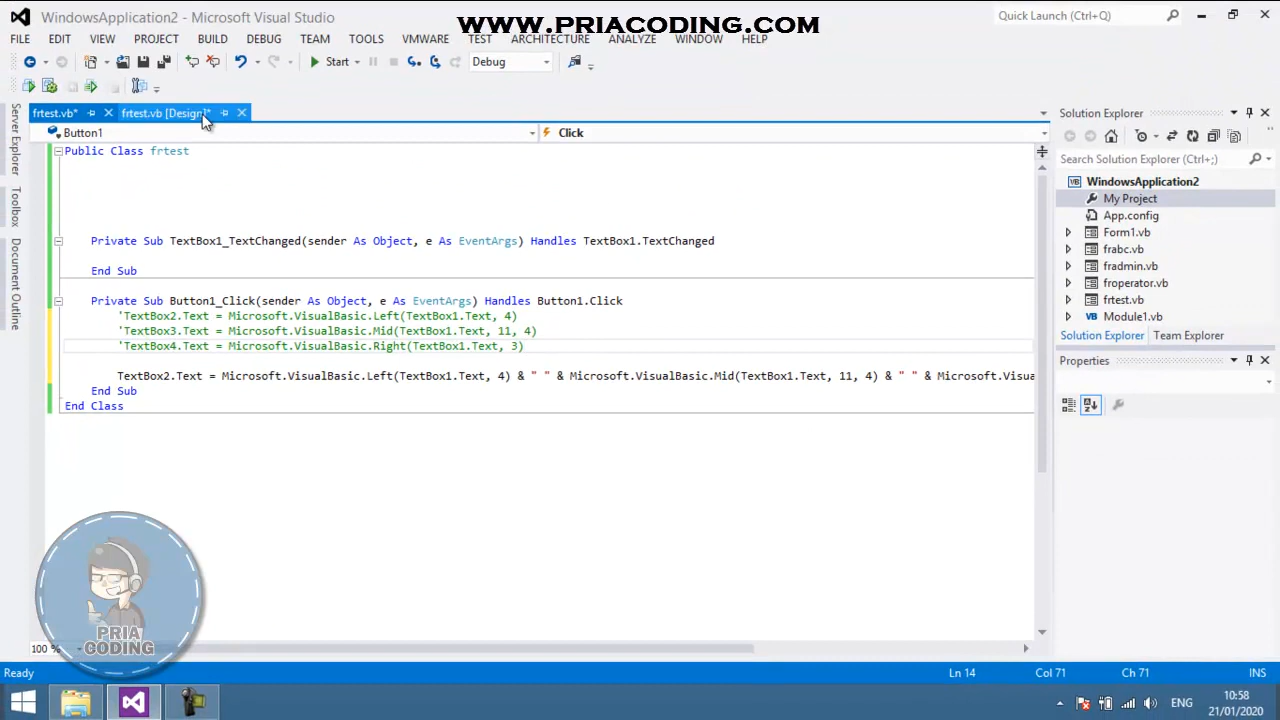 WindowsApplication2 - Microsoft Visual Studio
WWW.PRIACODING.COM
Quick Launch (Ctrl+Q)
FILE EDIT VIEW PROJECT BUILD DEBUG TEAM TOOLS VMWARE TEST ARCHITECTURE ANALYZE WINDOW HELP
Start Debug
frtest.vb* frtest.vb [Design]*
Button1 Click
Public Class frtest
Private Sub TextBox1_TextChanged(sender As Object, e As EventArgs) Handles TextBox1.TextChanged
End Sub
Private Sub Button1_Click(sender As Object, e As EventArgs) Handles Button1.Click
'TextBox2.Text = Microsoft.VisualBasic.Left(TextBox1.Text, 4)
'TextBox3.Text = Microsoft.VisualBasic.Mid(TextBox1.Text, 11, 4)
'TextBox4.Text = Microsoft.VisualBasic.Right(TextBox1.Text, 3)
TextBox2.Text = Microsoft.VisualBasic.Left(TextBox1.Text, 4) & " " & Microsoft.VisualBasic.Mid(TextBox1.Text, 11, 4) & " " & Microsoft.Visua
End Sub
End Class
Server Explorer
Toolbox
Document Outline
Solution Explorer
Search Solution Explorer (Ctrl+;)
WindowsApplication2
My Project
App.config
Form1.vb
frabc.vb
fradmin.vb
froperator.vb
frtest.vb
Module1.vb
Solution Explorer Team Explorer
Properties
PRIA
CODING
100 %
Ready Ln 14 Col 71 Ch 71 INS
ENG
10:58
21/01/2020